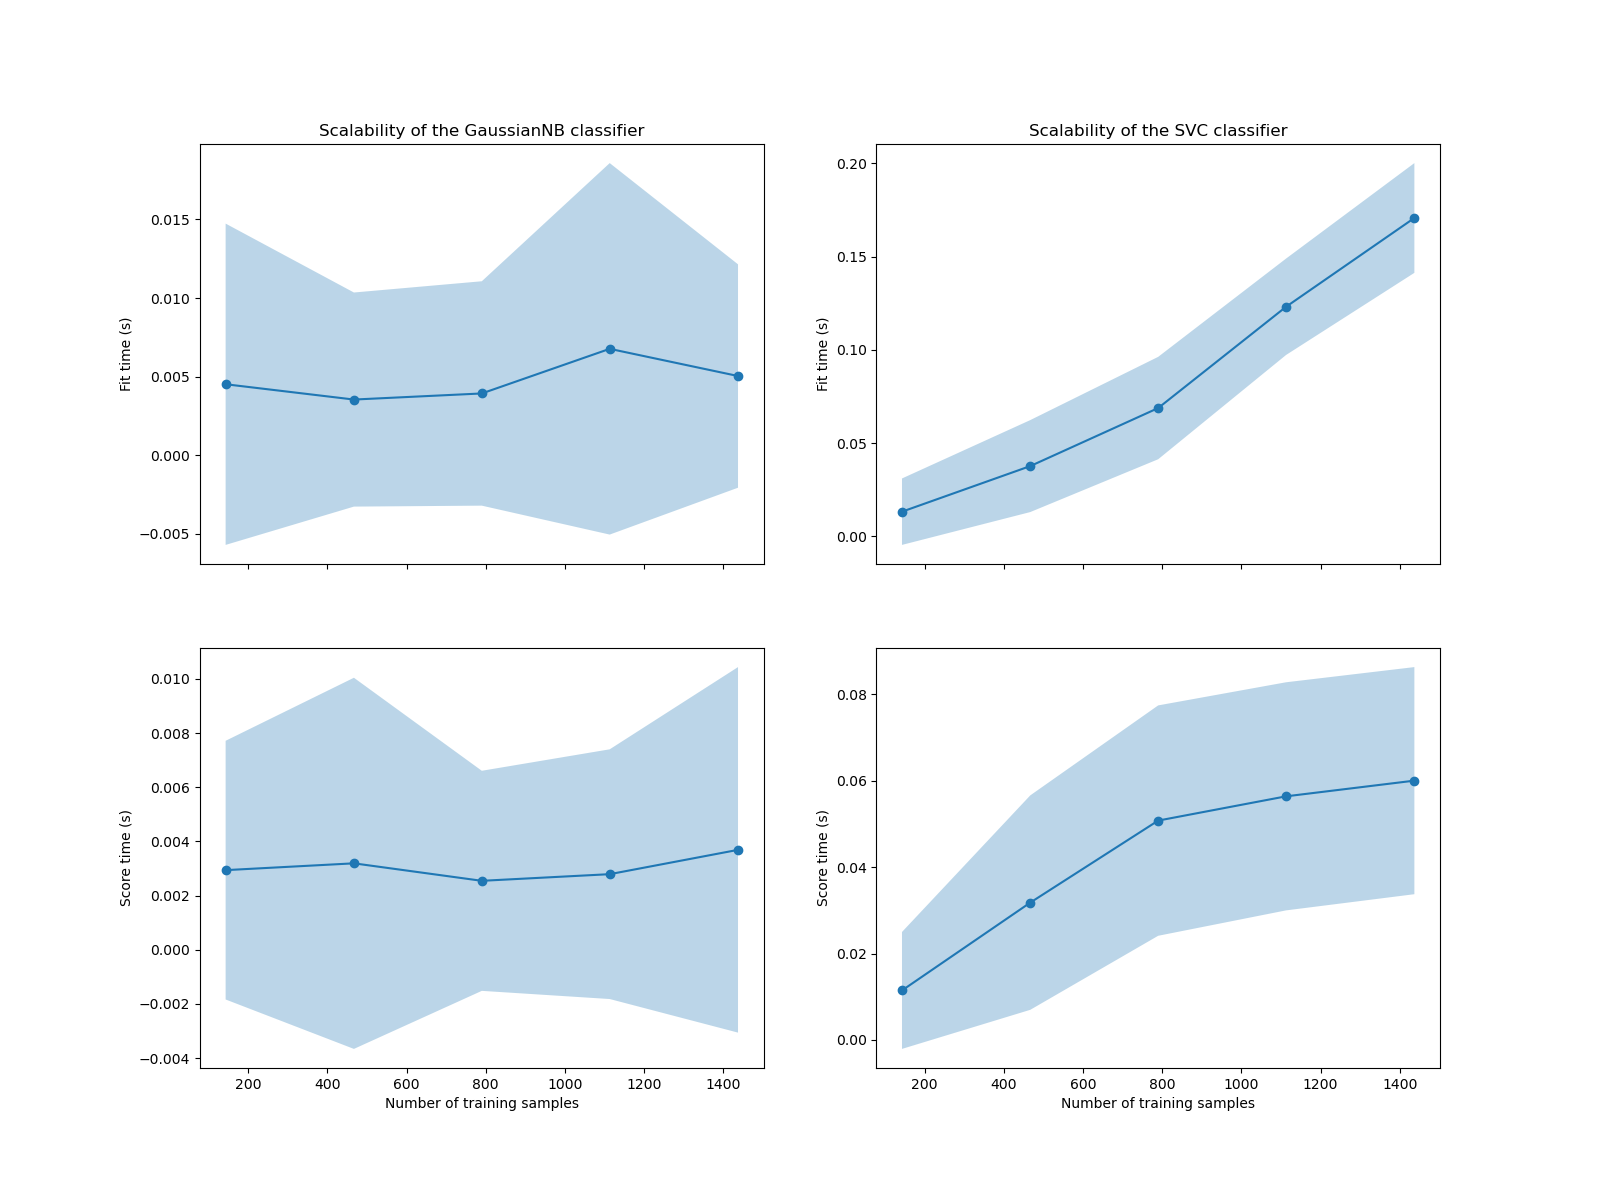 Scalability of the GaussianNB classifier
0.015
0.010
0.005
0.000
−0.005
Fit time (s)
Scalability of the SVC classifier
0.20
0.15
0.10
0.05
0.00
Fit time (s)
0.010
0.008
0.006
0.004
0.002
0.000
−0.002
−0.004
Score time (s)
200 400 600 800 1000 1200 1400
Number of training samples
0.08
0.06
0.04
0.02
0.00
Score time (s)
200 400 600 800 1000 1200 1400
Number of training samples